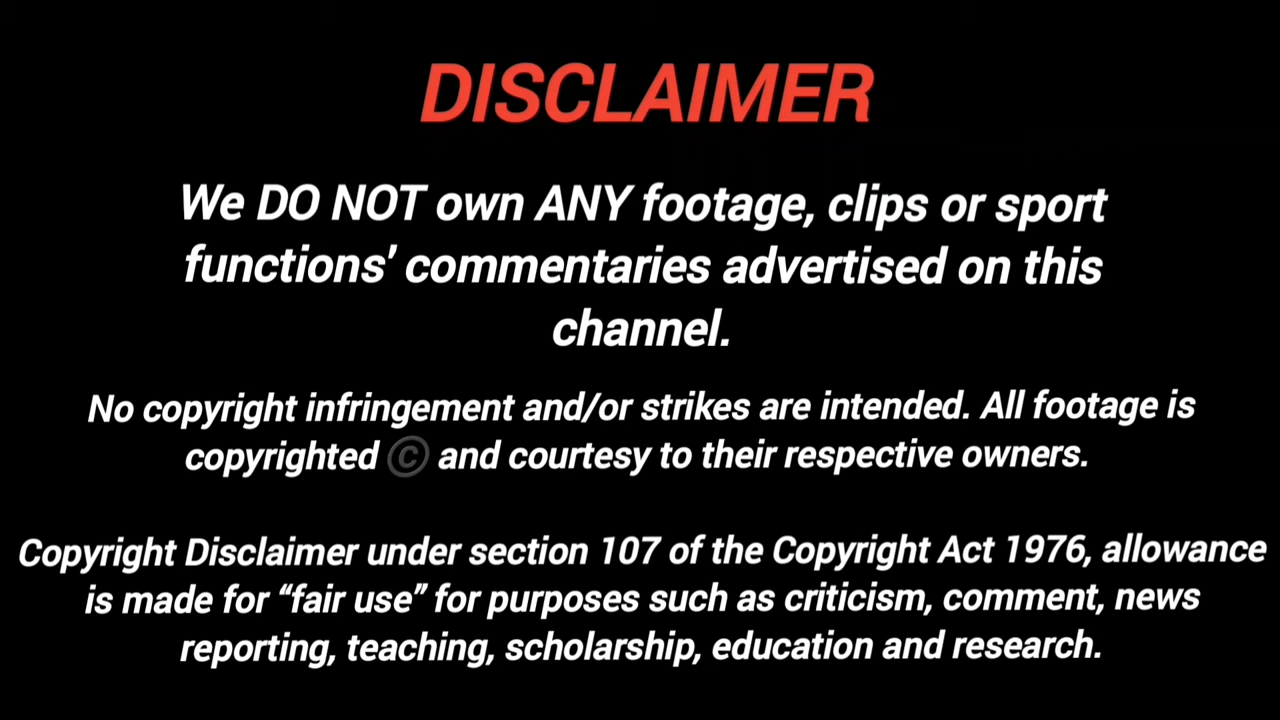 DISCLAIMER
We DO NOT own ANY footage, clips or sport
functions' commentaries advertised on this
channel.
No copyright infringement and/or strikes are intended. All footage is
copyrighted © and courtesy to their respective owners.
Copyright Disclaimer under section 107 of the Copyright Act 1976, allowance
is made for “fair use” for purposes such as criticism, comment, news
reporting, teaching, scholarship, education and research.